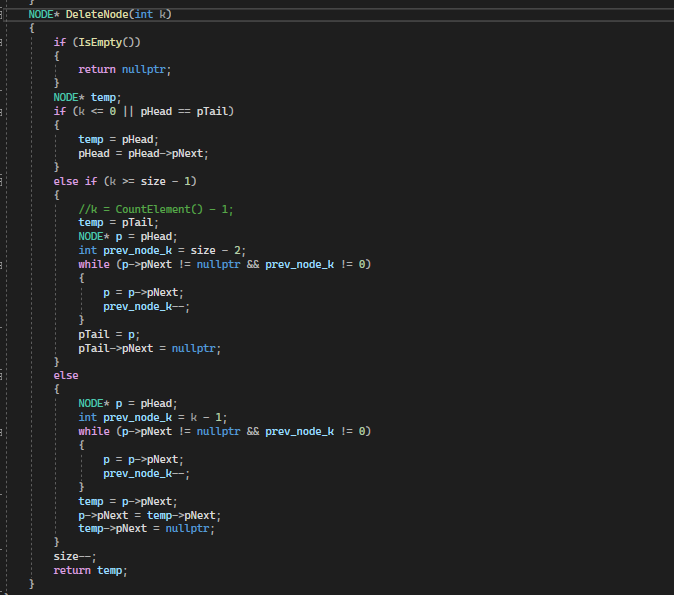 }
NODE* DeleteNode(int k)
{
if (IsEmpty())
{
return nullptr;
}
NODE* temp;
if (k <= 0 || pHead == pTail)
{
temp = pHead;
pHead = pHead->pNext;
}
else if (k >= size - 1)
{
//k = CountElement() - 1;
temp = pTail;
NODE* p = pHead;
int prev_node_k = size - 2;
while (p->pNext != nullptr && prev_node_k != 0)
{
p = p->pNext;
prev_node_k--;
}
pTail = p;
pTail->pNext = nullptr;
}
else
{
NODE* p = pHead;
int prev_node_k = k - 1;
while (p->pNext != nullptr && prev_node_k != 0)
{
p = p->pNext;
prev_node_k--;
}
temp = p->pNext;
p->pNext = temp->pNext;
temp->pNext = nullptr;
}
size--;
return temp;
}